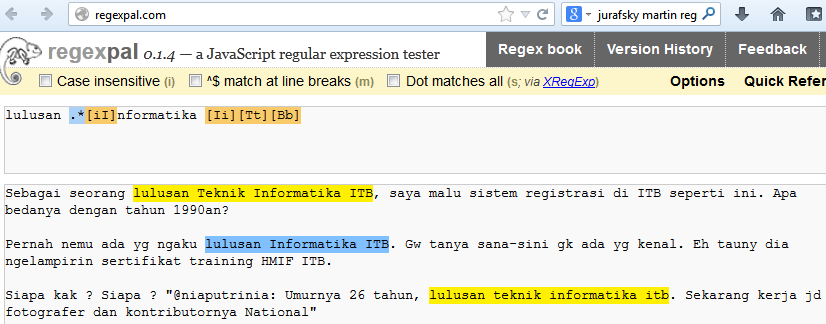 regexpal.com
jurafsky martin reg
regexpal 0.1.4 — a JavaScript regular expression tester
Regex book
Version History
Feedback
Case insensitive (i)
^$ match at line breaks (m)
Dot matches all (s; via XRegExp)
Options
Quick Refer
lulusan .*[iI]nformatika [Ii][Tt][Bb]
Sebagai seorang lulusan Teknik Informatika ITB, saya malu sistem registrasi di ITB seperti ini. Apa
bedanya dengan tahun 1990an?
Pernah nemu ada yg ngaku lulusan Informatika ITB. Gw tanya sana-sini gk ada yg kenal. Eh tauny dia
ngelampirin sertifikat training HMIF ITB.
Siapa kak ? Siapa ? "@niaputrinia: Umurnya 26 tahun, lulusan teknik informatika itb. Sekarang kerja jd
fotografer dan kontributornya National"